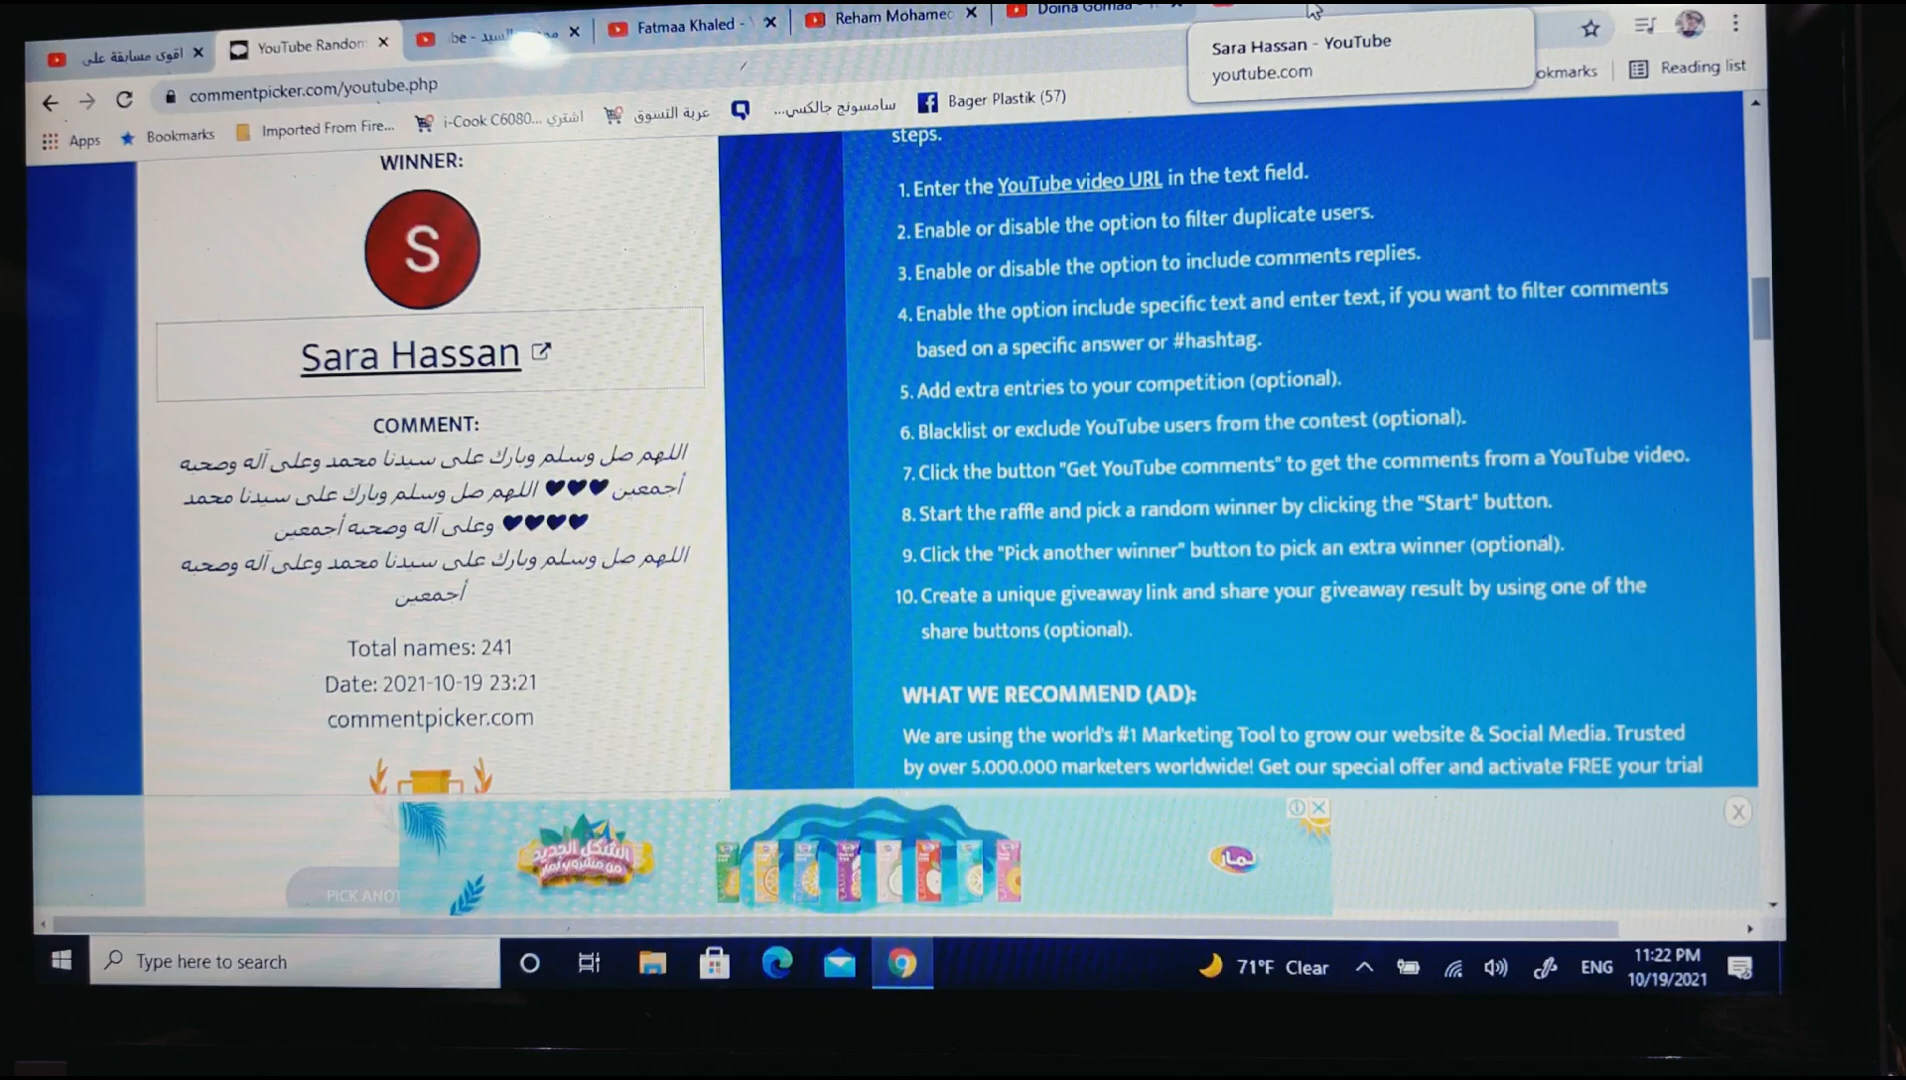 اقوى مسابقة على
YouTube Random
Fatmaa Khaled -
Reham Mohamed
Doina Gomaa
Sara Hassan - YouTube
youtube.com
commentpicker.com/youtube.php
okmarks
Reading list
Apps
Bookmarks
Imported From Fire...
i-Cook C6080... اشتري
عربة التسوق
سامسونج جالكسي...
Bager Plastik (57)
WINNER:
S
Sara Hassan
COMMENT:
اللهم صل وسلم وبارك على سيدنا محمد وعلى آله وصحبه
أجمعين ♥♥♥ اللهم صل وسلم وبارك على سيدنا محمد
وعلى آله وصحبه أجمعين ♥♥♥♥
اللهم صل وسلم وبارك على سيدنا محمد وعلى آله وصحبه
أجمعين
Total names: 241
Date: 2021-10-19 23:21
commentpicker.com
PICK ANOT
steps.
1. Enter the YouTube video URL in the text field.
2. Enable or disable the option to filter duplicate users.
3. Enable or disable the option to include comments replies.
4. Enable the option include specific text and enter text, if you want to filter comments
based on a specific answer or #hashtag.
5. Add extra entries to your competition (optional).
6. Blacklist or exclude YouTube users from the contest (optional).
7. Click the button "Get YouTube comments" to get the comments from a YouTube video.
8. Start the raffle and pick a random winner by clicking the "Start" button.
9. Click the "Pick another winner" button to pick an extra winner (optional).
10. Create a unique giveaway link and share your giveaway result by using one of the
share buttons (optional).
WHAT WE RECOMMEND (AD):
We are using the world's #1 Marketing Tool to grow our website & Social Media. Trusted
by over 5.000.000 marketers worldwide! Get our special offer and activate FREE your trial
الشكل الجديد
لمار
Type here to search
71°F Clear
ENG
11:22 PM
10/19/2021